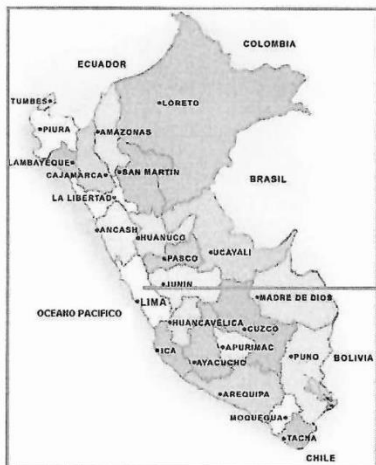 COLOMBIA
ECUADOR
TUMBES
LORETO
PIURA
AMAZONAS
LAMBAYEQUE
CAJAMARCA
SAN MARTIN
BRASIL
LA LIBERTAD
ANCASH
HUANUCO
UCAYALI
PASCO
JUNIN
LIMA
MADRE DE DIOS
OCEANO PACIFICO
HUANCAVELICA
CUZCO
ICA
APURIMAC
PUNO
BOLIVIA
AYACUCHO
AREQUIPA
MOQUEGUA
TACNA
CHILE